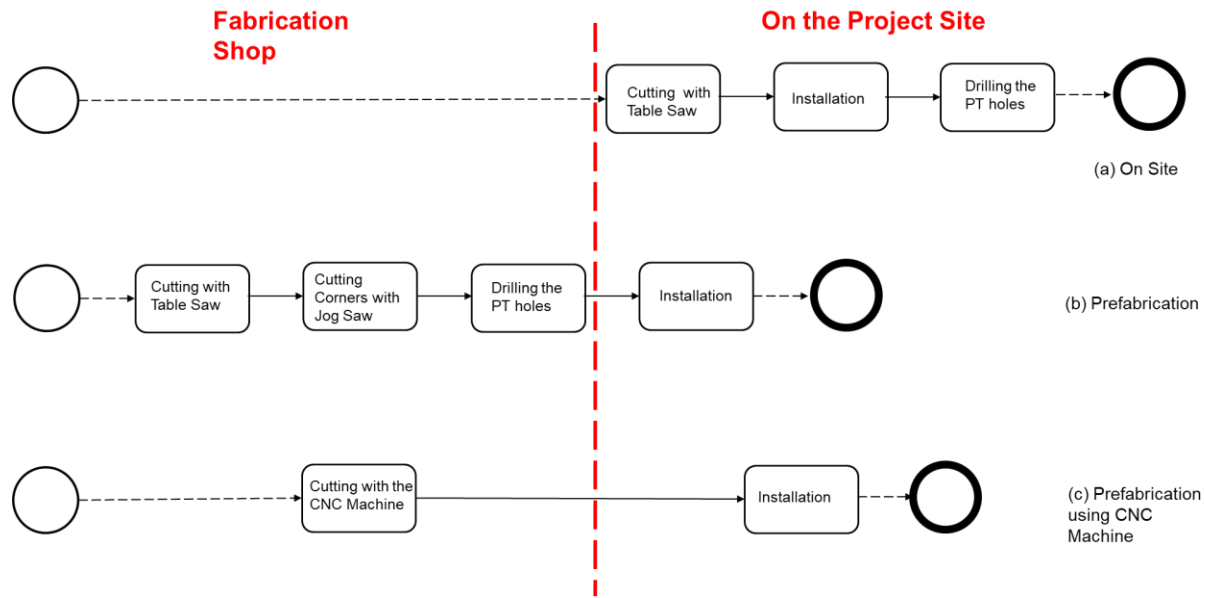 Fabrication
Shop
On the Project Site
Cutting with
Table Saw
Installation
Drilling the
PT holes
(a) On Site
Cutting with
Table Saw
Cutting
Corners with
Jog Saw
Drilling the
PT holes
Installation
(b) Prefabrication
Cutting with the
CNC Machine
Installation
(c) Prefabrication
using CNC
Machine